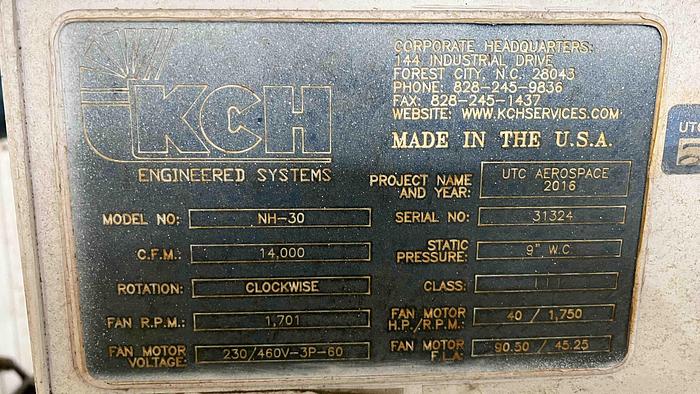 KCH
ENGINEERED SYSTEMS
CORPORATE HEADQUARTERS:
144 INDUSTRIAL DRIVE
FOREST CITY, N.C. 28043
PHONE: 828-245-9836
FAX: 828-245-1437
WEBSITE: WWW.KCHSERVICES.COM
MADE IN THE U.S.A.
PROJECT NAME AND YEAR: UTC AEROSPACE 2016
MODEL NO: NH-30
SERIAL NO: 31324
C.F.M.: 14,000
STATIC PRESSURE: 9" W.C
ROTATION: CLOCKWISE
CLASS: III
FAN R.P.M.: 1,701
FAN MOTOR H.P./R.P.M.: 40 / 1,750
FAN MOTOR VOLTAGE: 230/460V-3P-60
FAN MOTOR F.L.A: 90.50 / 45.25
UTC